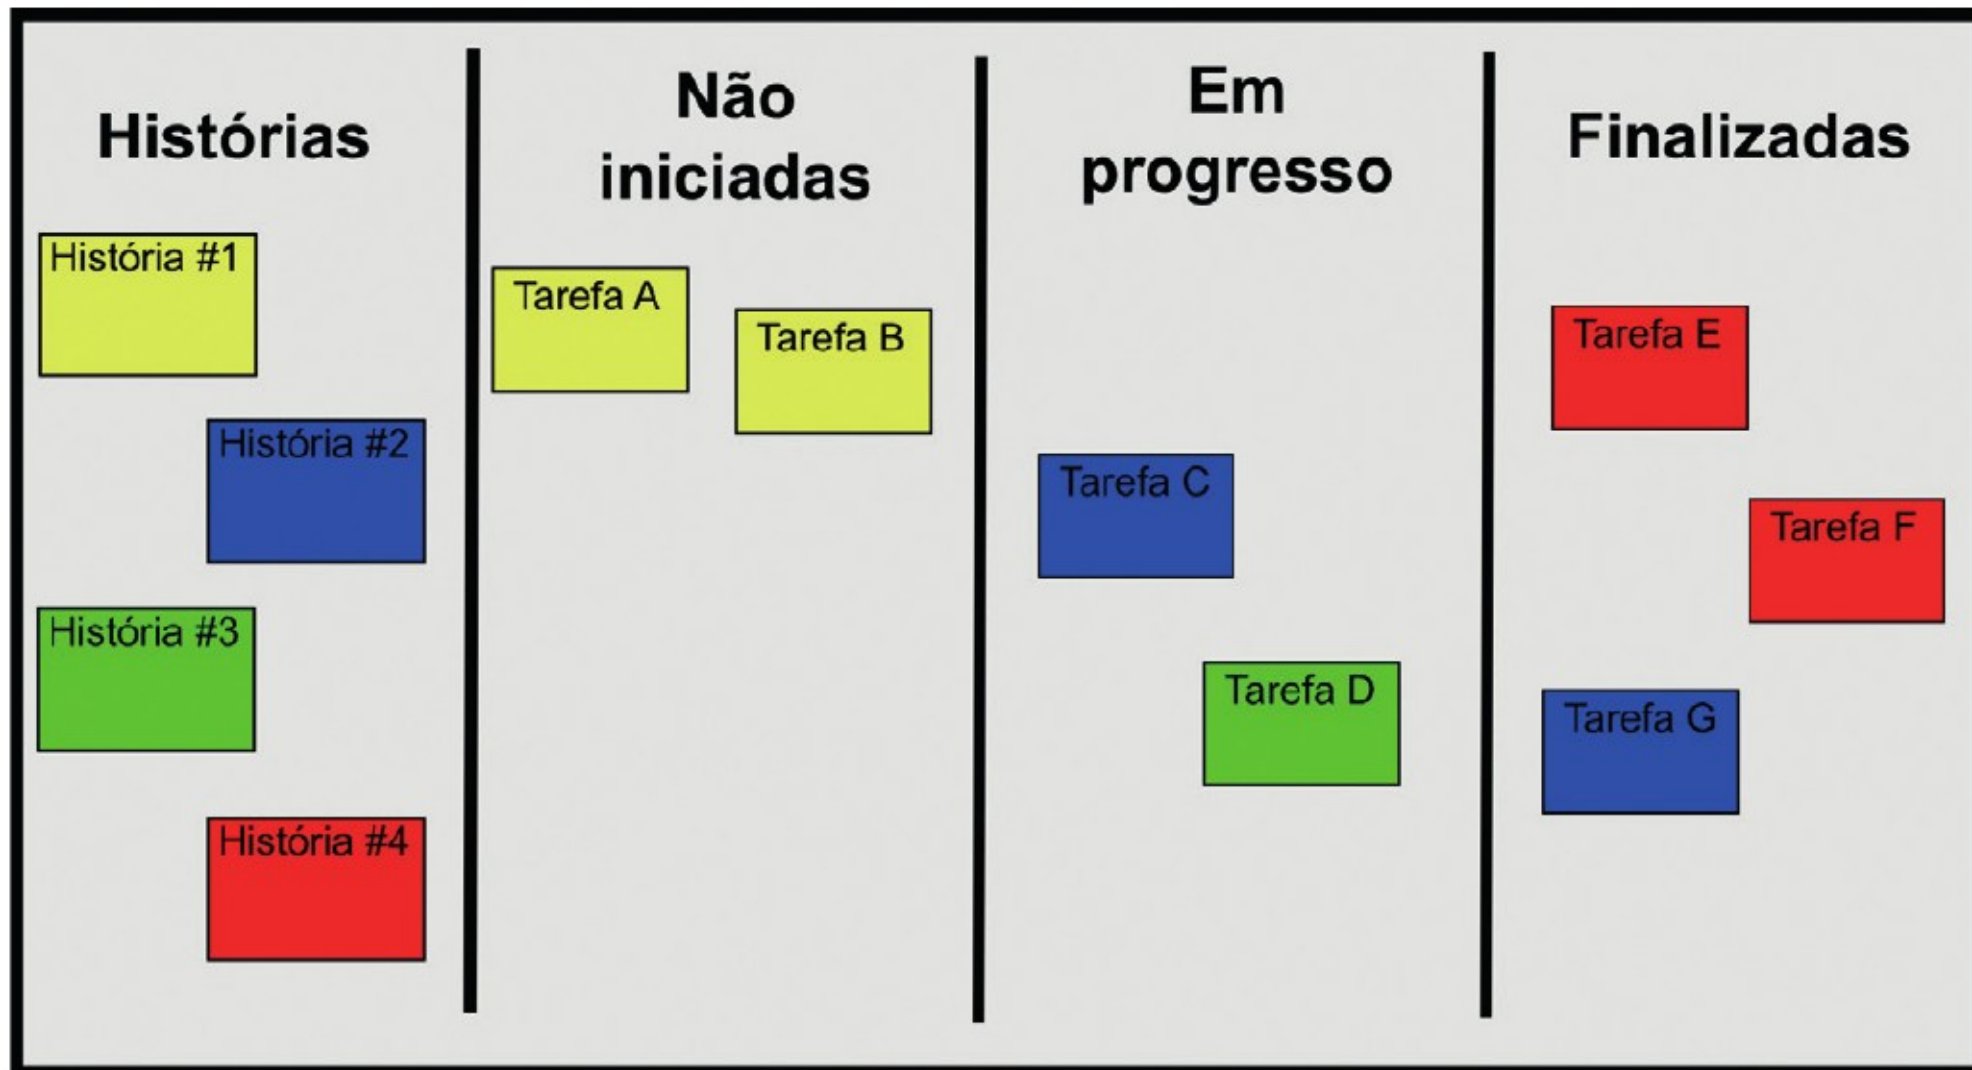 Histórias
Não
iniciadas
Em
progresso
Finalizadas
História #1
História #2
História #3
História #4
Tarefa A
Tarefa B
Tarefa C
Tarefa D
Tarefa E
Tarefa F
Tarefa G